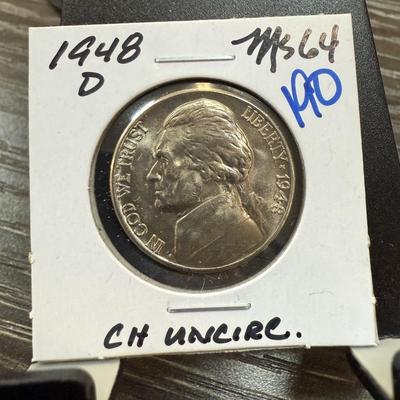 1948 MS64
D 190
IN GOD WE TRUST
LIBERTY ★ 1948
CH UNCIRC.